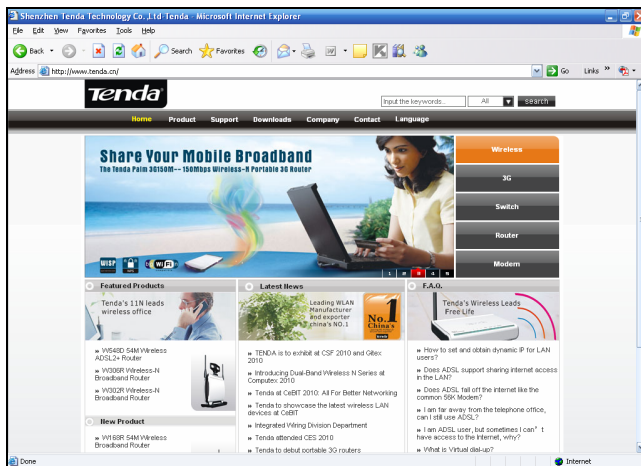 Shenzhen Tenda Technology Co.,Ltd-Tenda - Microsoft Internet Explorer
File Edit View Favorites Tools Help
Back Search Favorites
Address http://www.tenda.cn/ Go Links »
Tenda
Input the keywords.. All search
Home Product Support Downloads Company Contact Language
Share Your Mobile Broadband
The Tenda Palm 3G150M-- 150Mbps Wireless-N Portable 3G Router
Wireless
3G
Switch
Router
Modem
WISP WiFi
1 2 3 4 5
Featured Products
Tenda's 11N leads
wireless office
» W548D 54M Wireless
ADSL2+ Router
» W306R Wireless-N
Broadband Router
» W302R Wireless-N
Broadband Router
New Product
» W168R 54M Wireless
Broadband Router
Latest News
Leading WLAN
Manufacturer
and exporter
china's NO.1
No.1
China's
» TENDA is to exhibit at CSF 2010 and Gitex
2010
» Introducing Dual-Band Wireless N Series at
Computex 2010
» Tenda at CeBIT 2010: All For Better Networking
» Tenda to showcase the latest wireless LAN
devices at CeBIT
» Integrated Wiring Division Department
» Tenda attended CES 2010
» Tenda to debut portable 3G routers
F.A.Q.
Tenda's Wireless Leads
Free Life
» How to set and obtain dynamic IP for LAN
users?
» Does ADSL support sharing internet access
in the LAN?
» Does ADSL fall off the internet like the
common 56K Modem?
» I am far away from the telephone office,
can I still use ADSL?
» I am ADSL user, but sometimes I can't
have access to the Internet, why?
» What is Virtual dial-up?
Done Internet